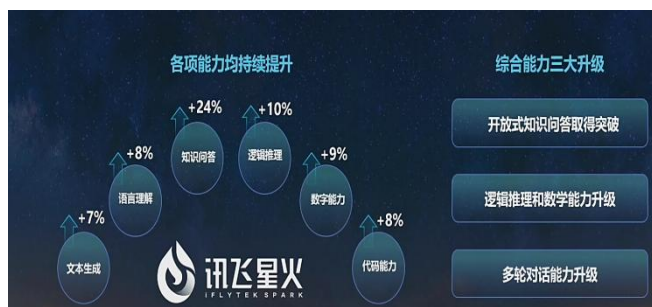 各项能力均持续提升
综合能力三大升级
+24%
+10%
知识问答
逻辑推理
+8%
+9%
语言理解
数字能力
+7%
+8%
文本生成
代码能力
讯飞星火
IFLYTEK SPARK
开放式知识问答取得突破
逻辑推理和数学能力升级
多轮对话能力升级